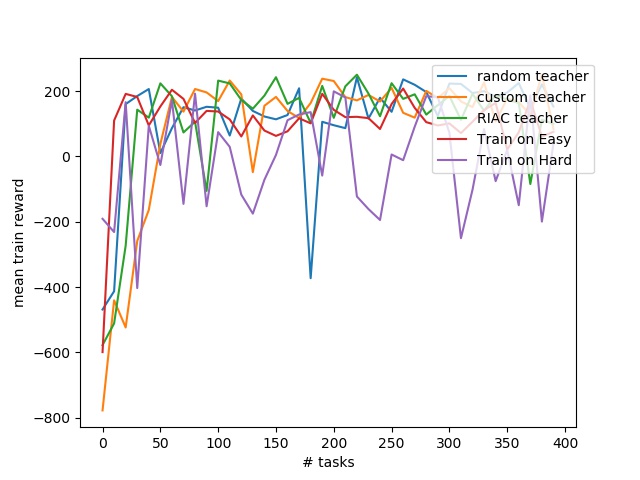 random teacher
custom teacher
RIAC teacher
Train on Easy
Train on Hard
mean train reward
200
0
−200
−400
−600
−800
0 50 100 150 200 250 300 350 400
# tasks